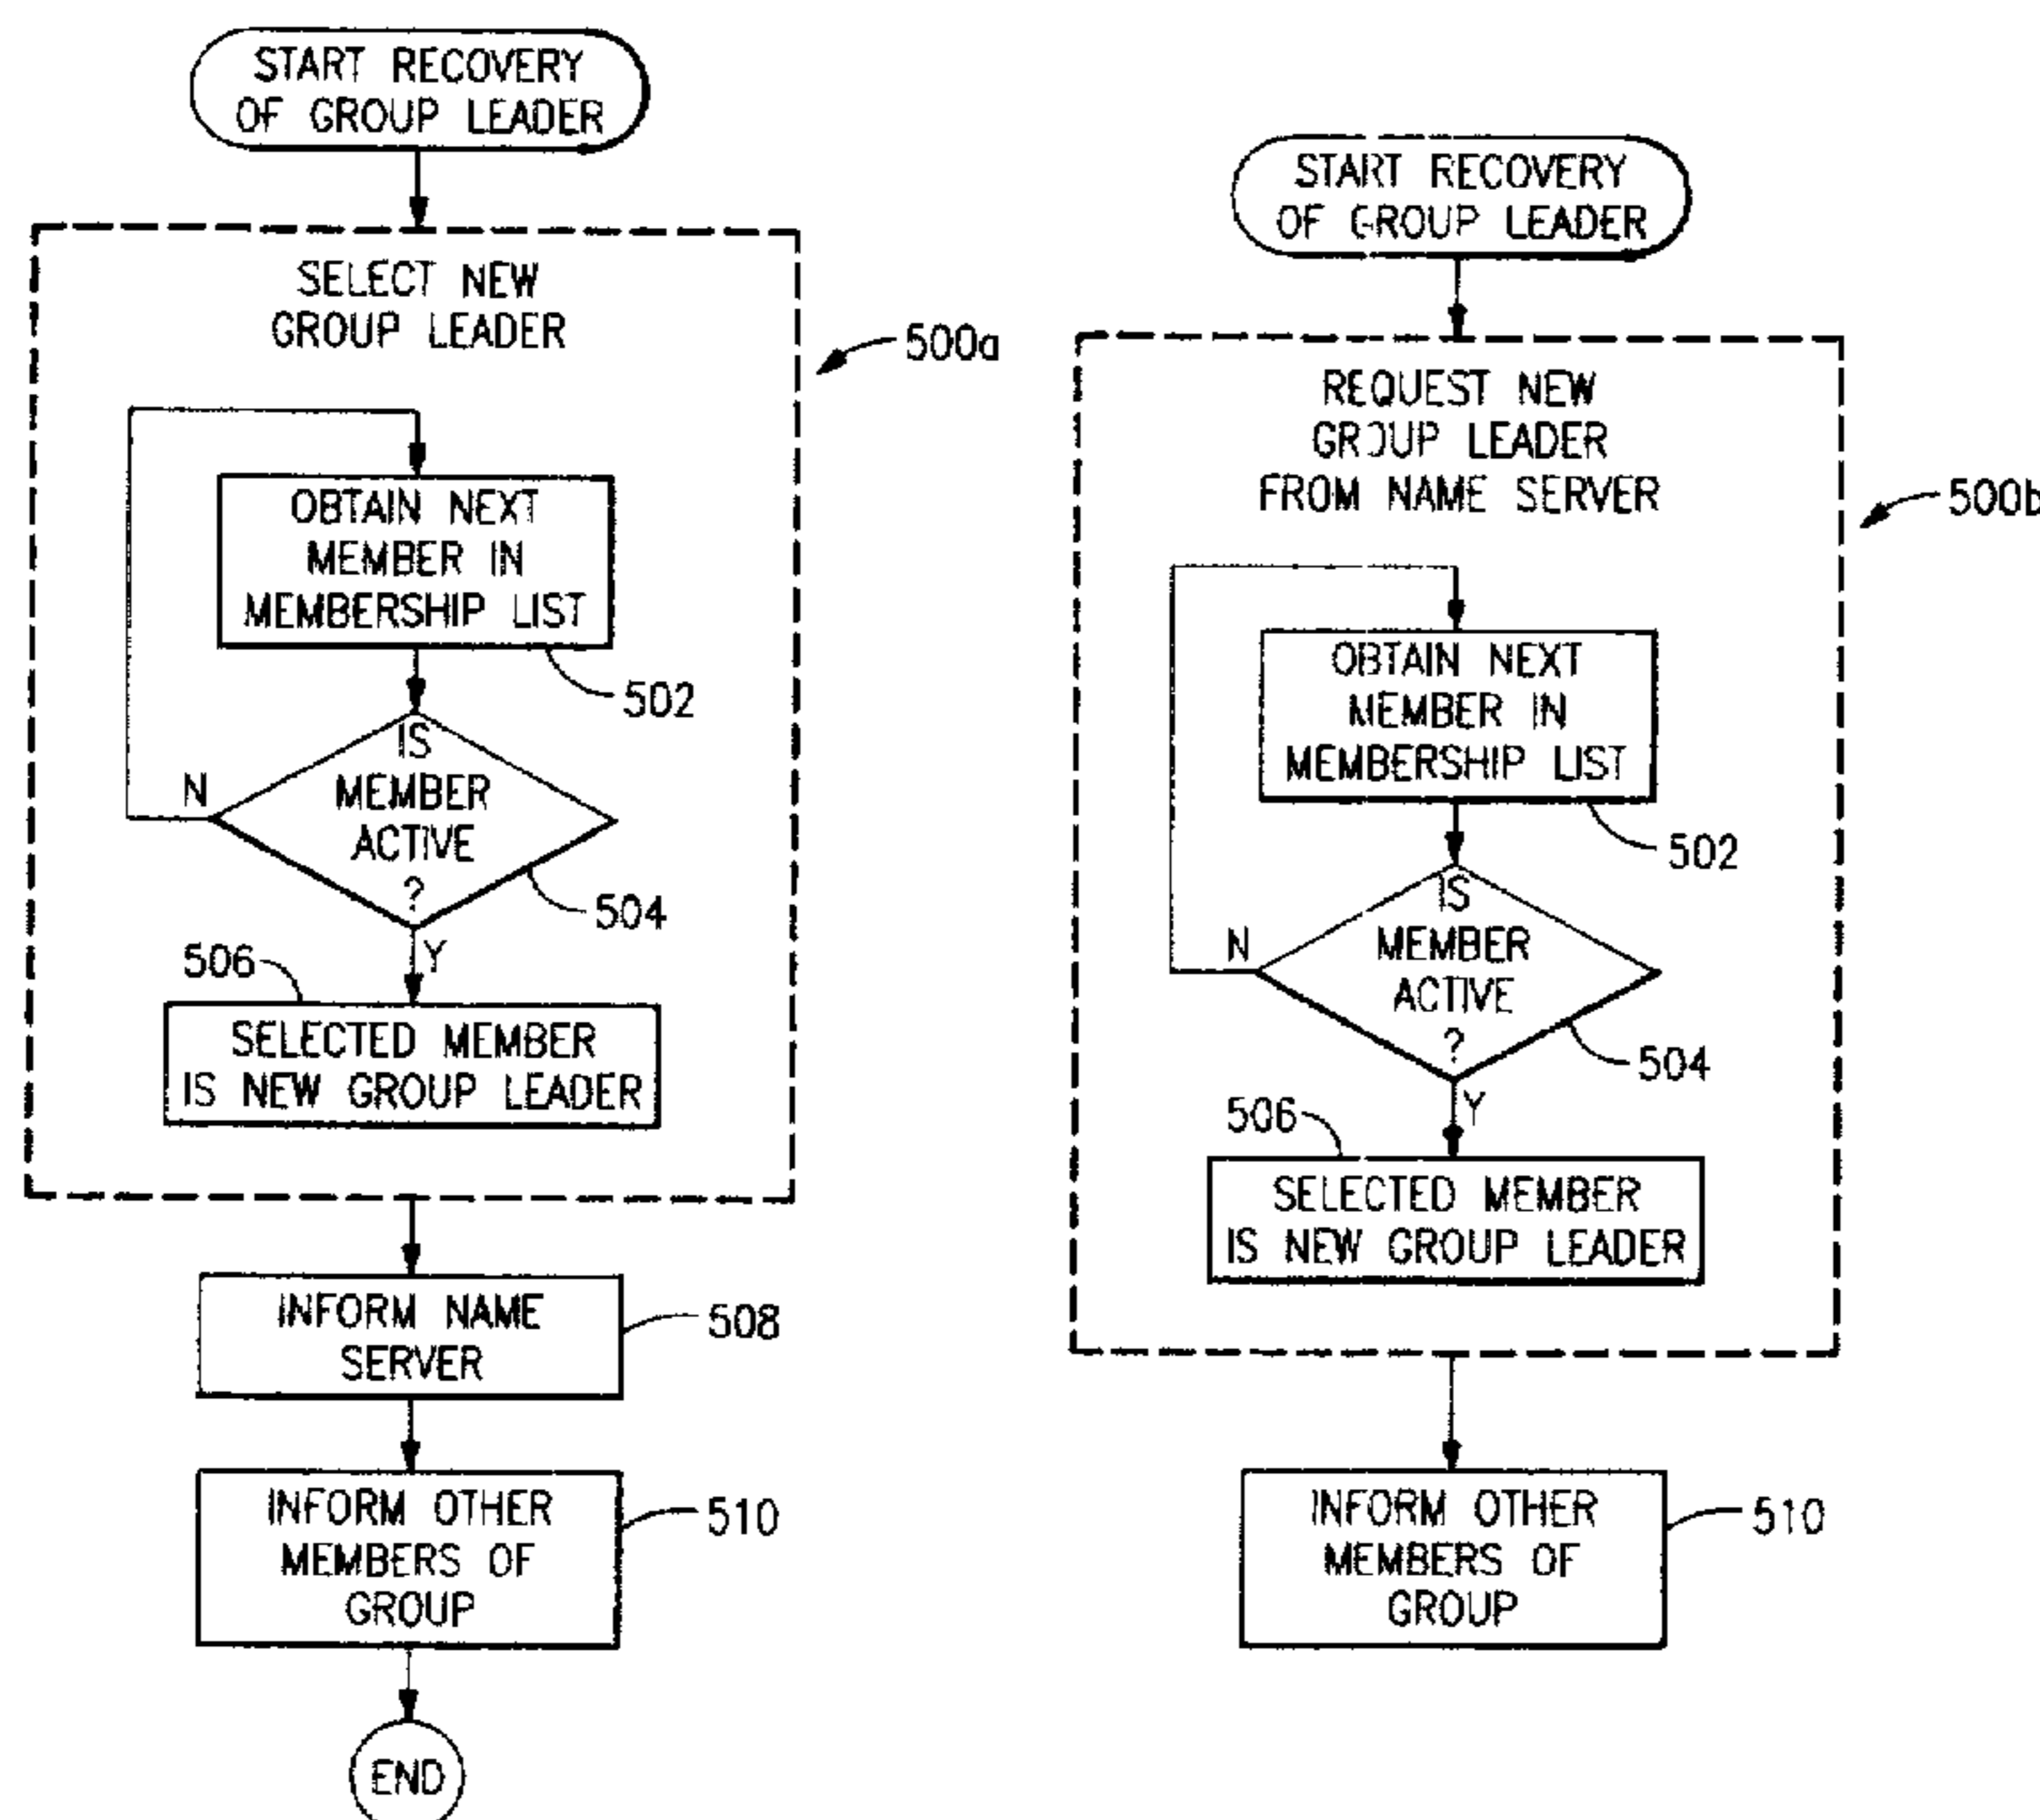 START RECOVERY
OF GROUP LEADER
SELECT NEW
GROUP LEADER
500a
OBTAIN NEXT
MEMBER IN
MEMBERSHIP LIST
502
IS
MEMBER
ACTIVE
?
N
504
Y
506
SELECTED MEMBER
IS NEW GROUP LEADER
INFORM NAME
SERVER
508
INFORM OTHER
MEMBERS OF
GROUP
510
END
START RECOVERY
OF GROUP LEADER
REQUEST NEW
GROUP LEADER
FROM NAME SERVER
500b
OBTAIN NEXT
MEMBER IN
MEMBERSHIP LIST
502
IS
MEMBER
ACTIVE
?
N
504
Y
506
SELECTED MEMBER
IS NEW GROUP LEADER
INFORM OTHER
MEMBERS OF
GROUP
510